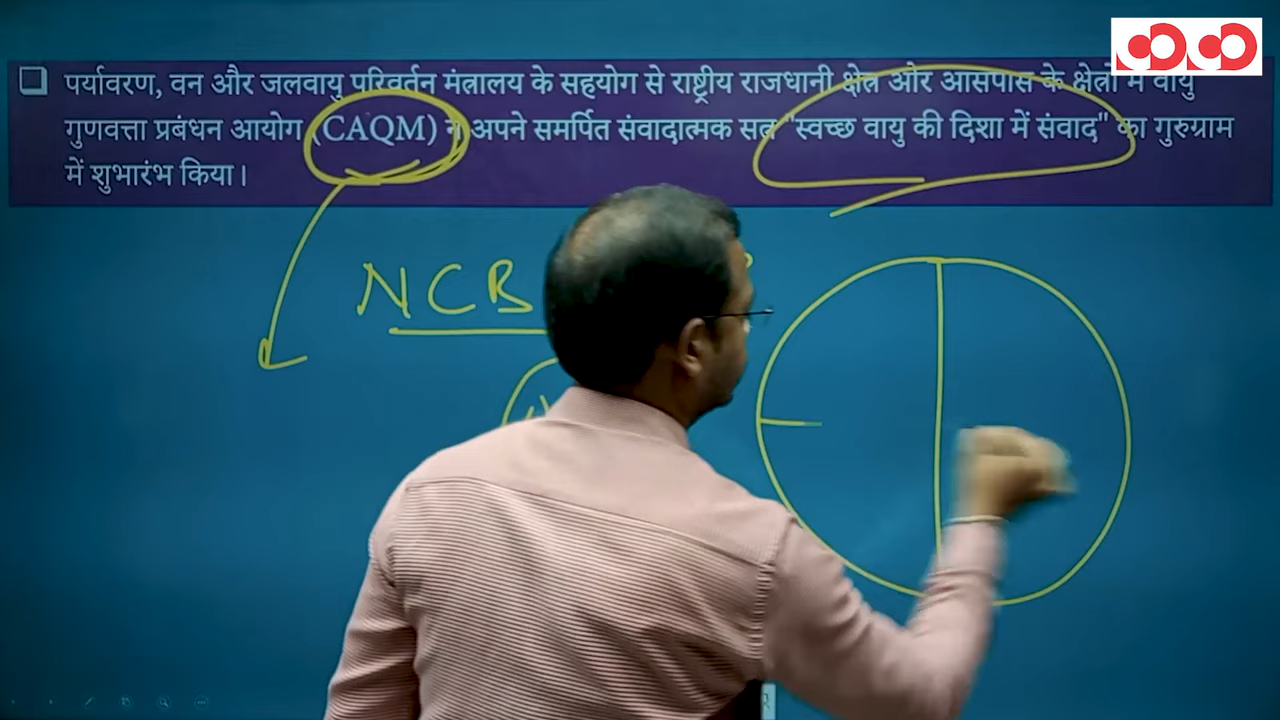 पर्यावरण, वन और जलवायु परिवर्तन मंत्रालय के सहयोग से राष्ट्रीय राजधानी क्षेत्र और आसपास के क्षेत्रों में वायु
गुणवत्ता प्रबंधन आयोग (CAQM) ने अपने समर्पित संवादात्मक सत्र "स्वच्छ वायु की दिशा में संवाद" का गुरुग्राम
में शुभारंभ किया।
NCB